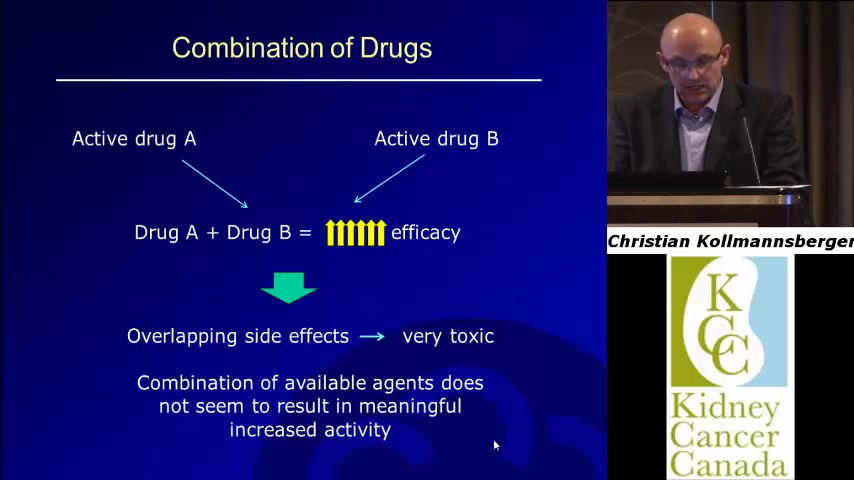 Combination of Drugs
Active drug A
Active drug B
Drug A + Drug B = efficacy
Overlapping side effects → very toxic
Combination of available agents does
not seem to result in meaningful
increased activity
Christian Kollmannsberger
K
C
C
Kidney
Cancer
Canada